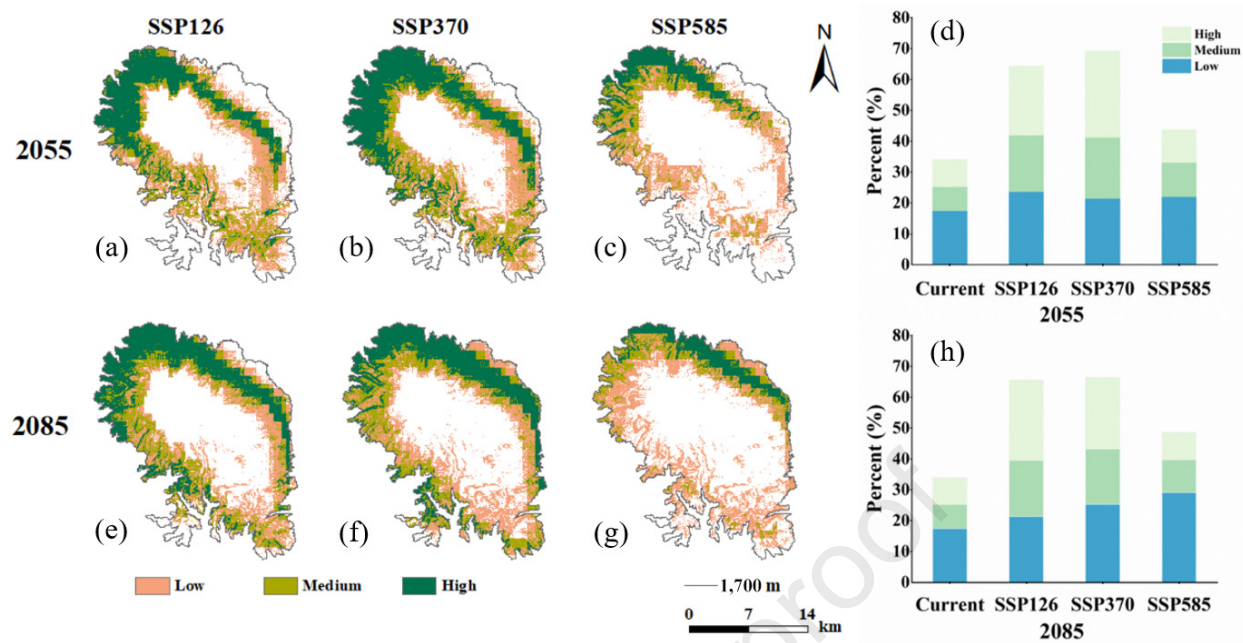 SSP126 SSP370 SSP585
N
2055
(a) (b) (c)
2085
(e) (f) (g)
Low Medium High
1,700 m
0 7 14
km
(d)
High
Medium
Low
Percent (%)
80
70
60
50
40
30
20
10
0
Current SSP126 SSP370 SSP585
2055
(h)
Percent (%)
80
70
60
50
40
30
20
10
0
Current SSP126 SSP370 SSP585
2085
proof